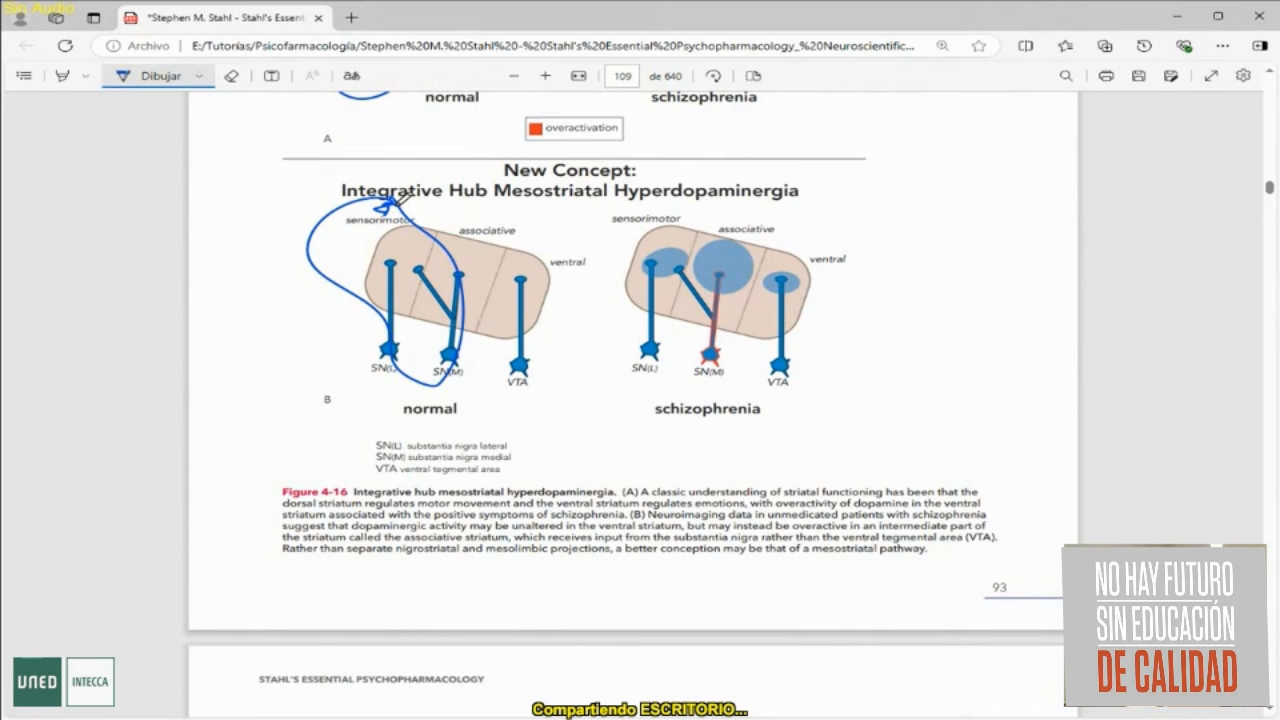 Sin Audio
*Stephen M. Stahl - Stahl's Essent
Archivo
E:/Tutorías/Psicofarmacología/Stephen%20M.%20Stahl%20-%20Stahl's%20Essential%20Psychopharmacology_%20Neuroscientific...
Dibujar
109 de 640
normal
schizophrenia
overactivation
A
New Concept:
Integrative Hub Mesostriatal Hyperdopaminergia
sensorimotor
associative
ventral
sensorimotor
associative
ventral
SN(L)
SN(M)
VTA
SN(L)
SN(M)
VTA
B
normal
schizophrenia
SN(L) substantia nigra lateral
SN(M) substantia nigra medial
VTA ventral tegmental area
Figure 4-16 Integrative hub mesostriatal hyperdopaminergia. (A) A classic understanding of striatal functioning has been that the
dorsal striatum regulates motor movement and the ventral striatum regulates emotions, with overactivity of dopamine in the ventral
striatum associated with the positive symptoms of schizophrenia. (B) Neuroimaging data in unmedicated patients with schizophrenia
suggest that dopaminergic activity may be unaltered in the ventral striatum, but may instead be overactive in an intermediate part of
the striatum called the associative striatum, which receives input from the substantia nigra rather than the ventral tegmental area (VTA).
Rather than separate nigrostriatal and mesolimbic projections, a better conception may be that of a mesostriatal pathway.
93
STAHL'S ESSENTIAL PSYCHOPHARMACOLOGY
NO HAY FUTURO
SIN EDUCACIÓN
DE CALIDAD
UNED
INTECCA
Compartiendo ESCRITORIO...